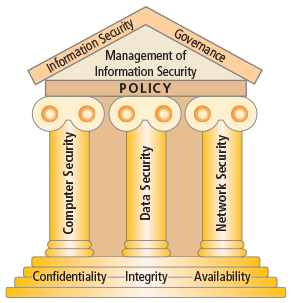 Information Security
Governance
Management of
Information Security
POLICY
Computer Security
Data Security
Network Security
Confidentiality
Integrity
Availability